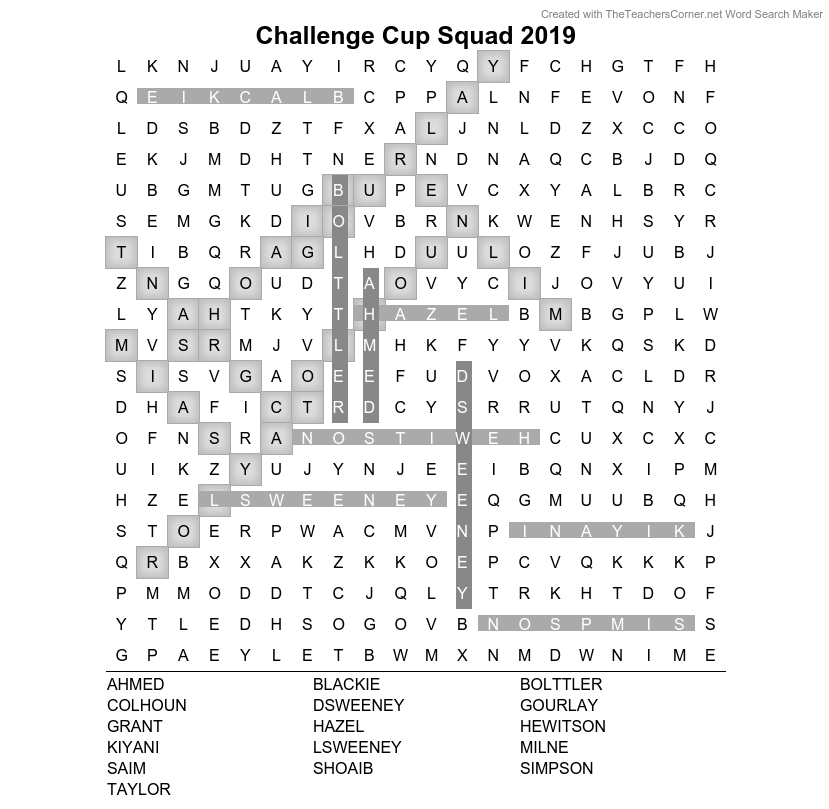 Created with TheTeachersCorner.net Word Search Maker
Challenge Cup Squad 2019
L K N J U A Y I R C Y Q Y F C H G T F H
Q E I K C A L B C P P A L N F E V O N F
L D S B D Z T F X A L J N L D Z X C C O
E K J M D H T N E R N D N A Q C B J D Q
U B G M T U G B U P E V C X Y A L B R C
S E M G K D I O V B R N K W E N H S Y R
T I B Q R A G L H D U U L O Z F J U B J
Z N G Q O U D T A O V Y C I J O V Y U I
L Y A H T K Y T H A Z E L B M B G P L W
M V S R M J V L M H K F Y Y V K Q S K D
S I S V G A O E E F U D V O X A C L D R
D H A F I C T R D C Y S R R U T Q N Y J
O F N S R A N O S T I W E H C U X C X C
U I K Z Y U J Y N J E E I B Q N X I P M
H Z E L S W E E N E Y E Q G M U U B Q H
S T O E R P W A C M V N P I N A Y I K J
Q R B X X A K Z K K O E P C V Q K K K P
P M M O D D T C J Q L Y T R K H T D O F
Y T L E D H S O G O V B N O S P M I S S
G P A E Y L E T B W M X N M D W N I M E
AHMED BLACKIE BOLTTLER
COLHOUN DSWEENEY GOURLAY
GRANT HAZEL HEWITSON
KIYANI LSWEENEY MILNE
SAIM SHOAIB SIMPSON
TAYLOR